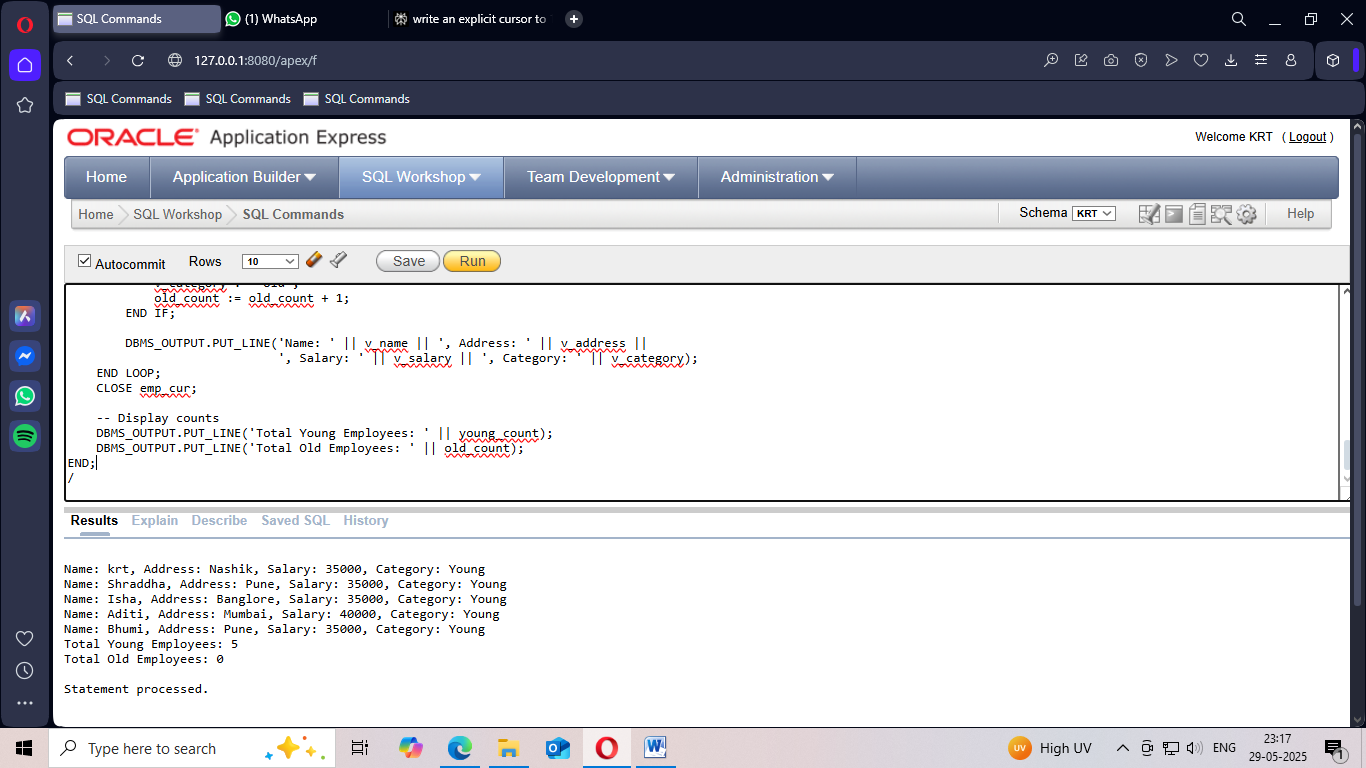 SQL Commands
(1) WhatsApp
write an explicit cursor to
127.0.0.1:8080/apex/f
SQL Commands
SQL Commands
SQL Commands
ORACLE Application Express
Welcome KRT ( Logout )
Home
Application Builder
SQL Workshop
Team Development
Administration
Home
SQL Workshop
SQL Commands
Schema
KRT
Help
Autocommit
Rows
10
Save
Run
old_count := old_count + 1;
END IF;
DBMS_OUTPUT.PUT_LINE('Name: ' || v_name || ', Address: ' || v_address ||
', Salary: ' || v_salary || ', Category: ' || v_category);
END LOOP;
CLOSE emp_cur;
-- Display counts
DBMS_OUTPUT.PUT_LINE('Total Young Employees: ' || young_count);
DBMS_OUTPUT.PUT_LINE('Total Old Employees: ' || old_count);
END;
/
Results
Explain
Describe
Saved SQL
History
Name: krt, Address: Nashik, Salary: 35000, Category: Young
Name: Shraddha, Address: Pune, Salary: 35000, Category: Young
Name: Isha, Address: Banglore, Salary: 35000, Category: Young
Name: Aditi, Address: Mumbai, Salary: 40000, Category: Young
Name: Bhumi, Address: Pune, Salary: 35000, Category: Young
Total Young Employees: 5
Total Old Employees: 0
Statement processed.
Type here to search
UV
High UV
ENG
23:17
29-05-2025
1